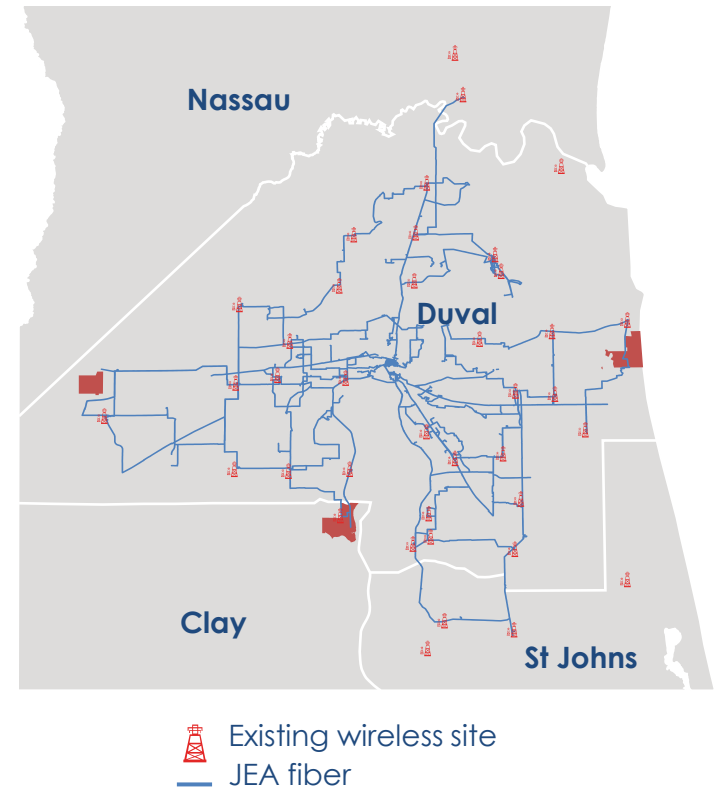 Nassau
Duval
Clay
St Johns
Existing wireless site
JEA fiber